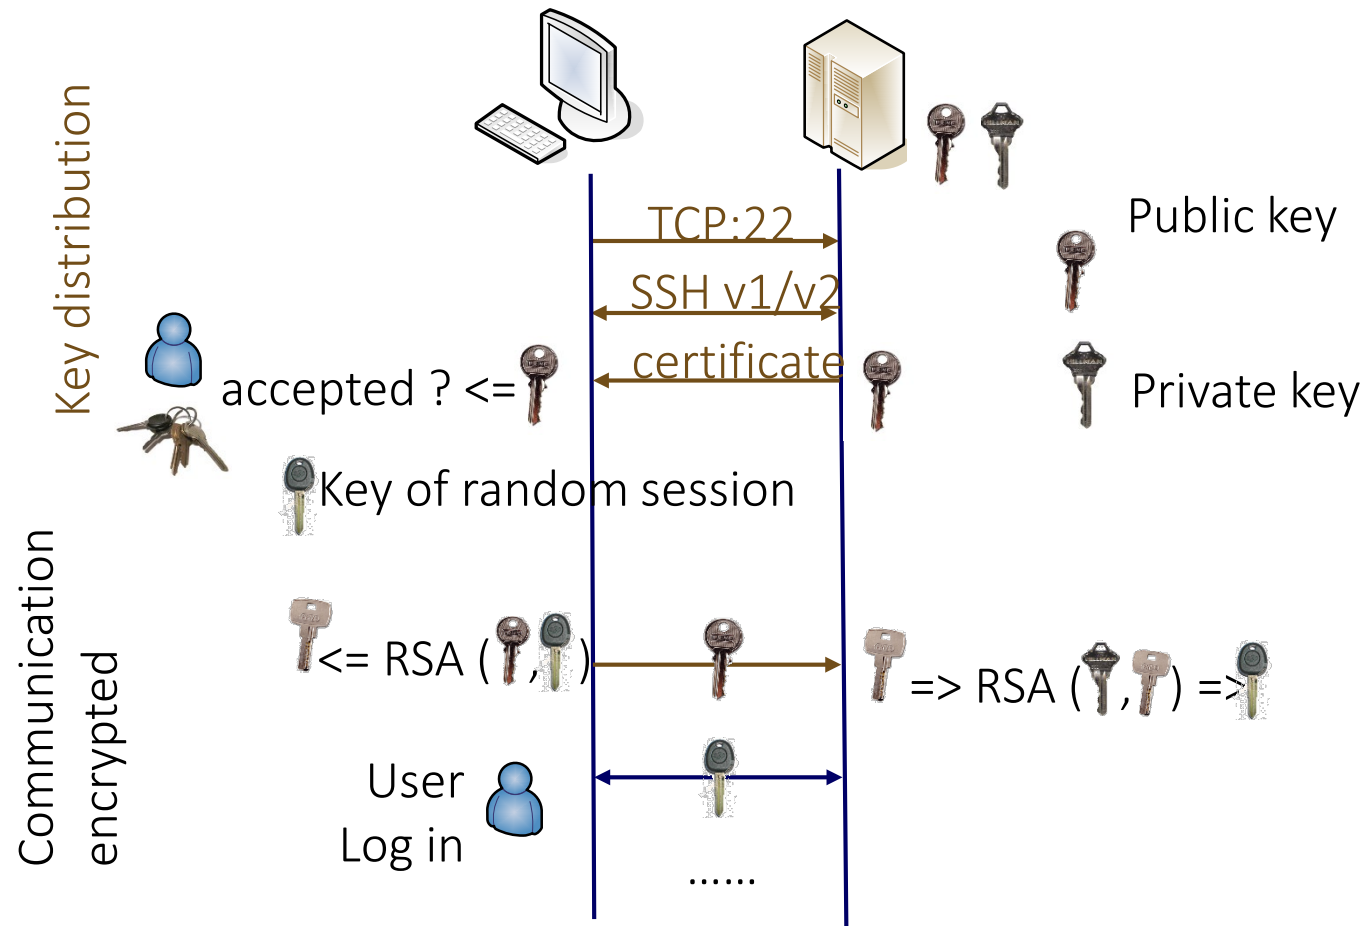 Key distribution
TCP:22
Public key
SSH v1/v2
certificate
accepted ? <=
Private key
Key of random session
Communication
encrypted
<= RSA ( , )
=> RSA ( , ) =>
User
Log in
......